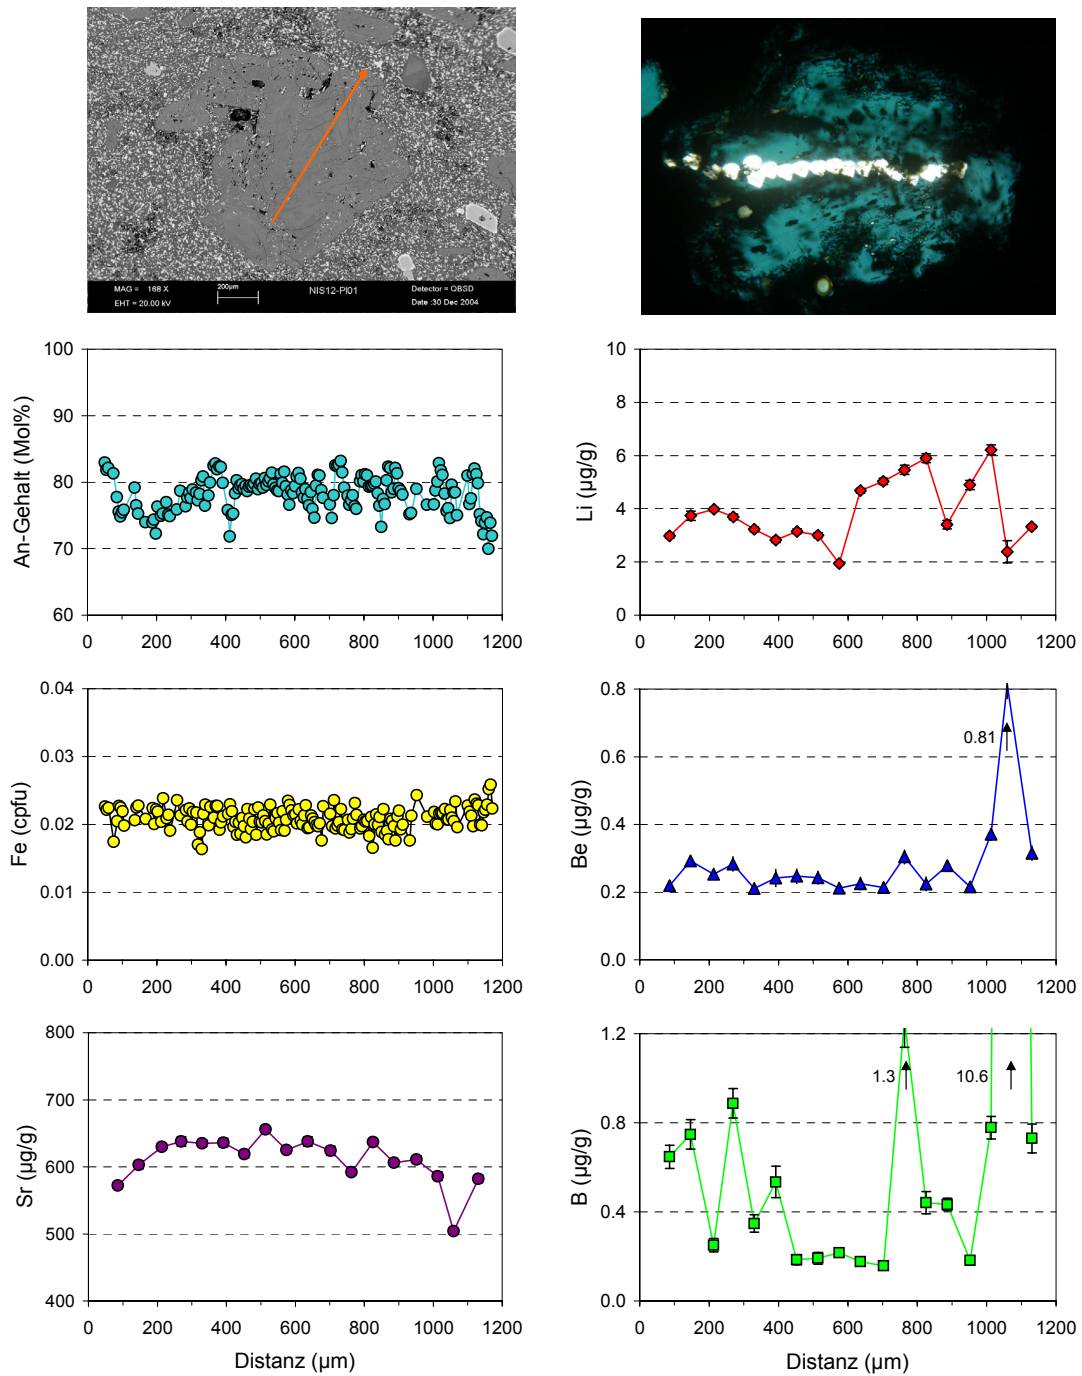 MAG = 168 X
200µm
NIS12-Pl01
Detector = QBSD
EHT = 20.00 kV
Date :30 Dec 2004
100
90
80
70
60
An-Gehalt (Mol%)
0 200 400 600 800 1000 1200
10
8
6
4
2
0
Li (µg/g)
0 200 400 600 800 1000 1200
0.04
0.03
0.02
0.01
0.00
Fe (cpfu)
0 200 400 600 800 1000 1200
0.8
0.6
0.4
0.2
0.0
Be (µg/g)
0.81
0 200 400 600 800 1000 1200
800
700
600
500
400
Sr (µg/g)
0 200 400 600 800 1000 1200
Distanz (µm)
1.2
0.8
0.4
0.0
B (µg/g)
1.3
10.6
0 200 400 600 800 1000 1200
Distanz (µm)